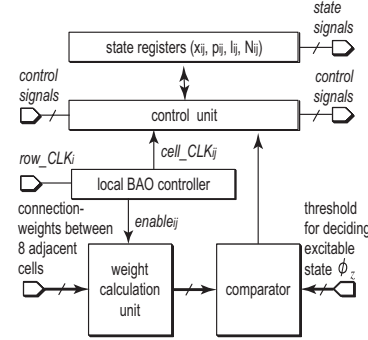 state
signals
state registers (xij, pij, lij, Nij)
control
signals
control
signals
control unit
row_CLKi
cell_CLKij
local BAO controller
connection-
weights between
8 adjacent
cells
enableij
threshold
for deciding
excitable
state ϕz
weight
calculation
unit
comparator